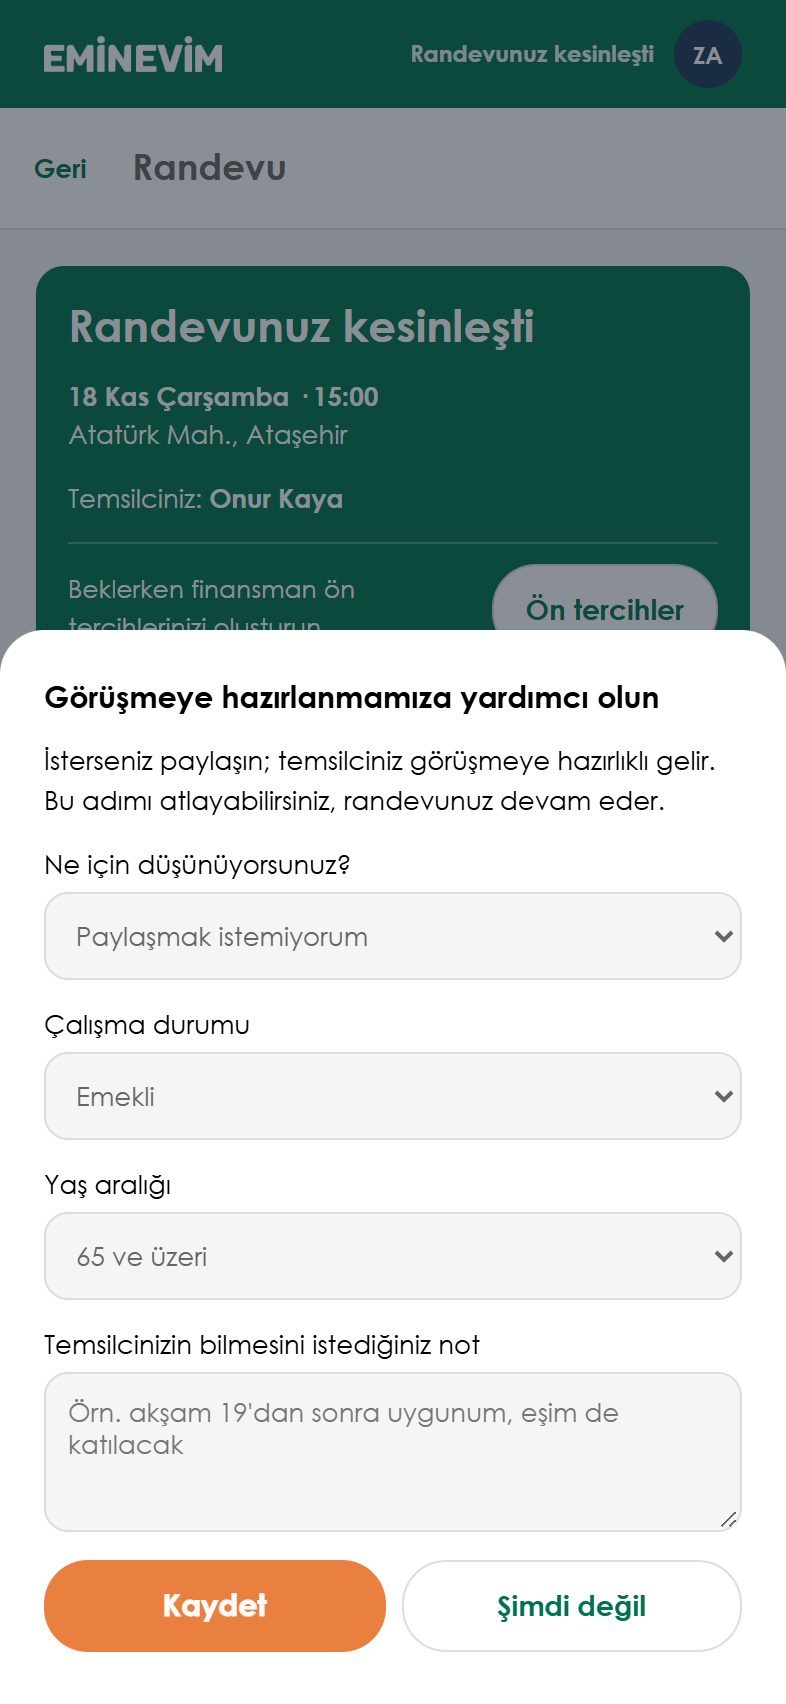 EMİNEVİM
Randevunuz kesinleşti
ZA
Geri
Randevu
Randevunuz kesinleşti
18 Kas Çarşamba · 15:00
Atatürk Mah., Ataşehir
Temsilciniz: Onur Kaya
Beklerken finansman ön
tercihlerinizi oluşturun
Ön tercihler
Görüşmeye hazırlanmamıza yardımcı olun
İsterseniz paylaşın; temsilciniz görüşmeye hazırlıklı gelir.
Bu adımı atlayabilirsiniz, randevunuz devam eder.
Ne için düşünüyorsunuz?
Paylaşmak istemiyorum
Çalışma durumu
Emekli
Yaş aralığı
65 ve üzeri
Temsilcinizin bilmesini istediğiniz not
Örn. akşam 19'dan sonra uygunum, eşim de
katılacak
Kaydet
Şimdi değil